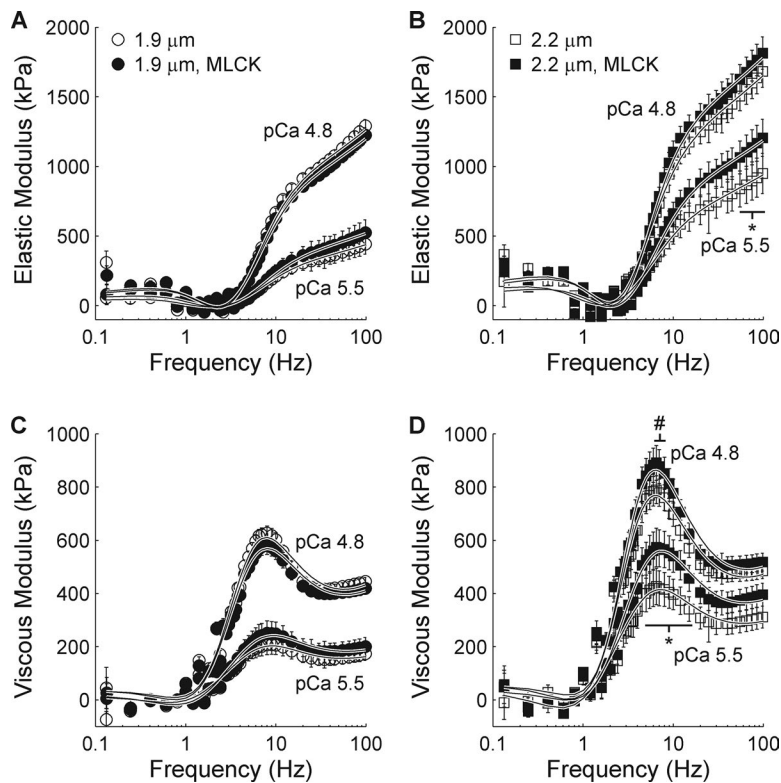 A
○ 1.9 μm
● 1.9 μm, MLCK
Elastic Modulus (kPa)
2000
1500
1000
500
0
pCa 4.8
pCa 5.5
0.1 1 10 100
Frequency (Hz)
B
□ 2.2 μm
■ 2.2 μm, MLCK
Elastic Modulus (kPa)
2000
1500
1000
500
0
pCa 4.8
*
pCa 5.5
0.1 1 10 100
Frequency (Hz)
C
Viscous Modulus (kPa)
1000
800
600
400
200
0
pCa 4.8
pCa 5.5
0.1 1 10 100
Frequency (Hz)
D
Viscous Modulus (kPa)
1000
800
600
400
200
0
#
pCa 4.8
*
pCa 5.5
0.1 1 10 100
Frequency (Hz)